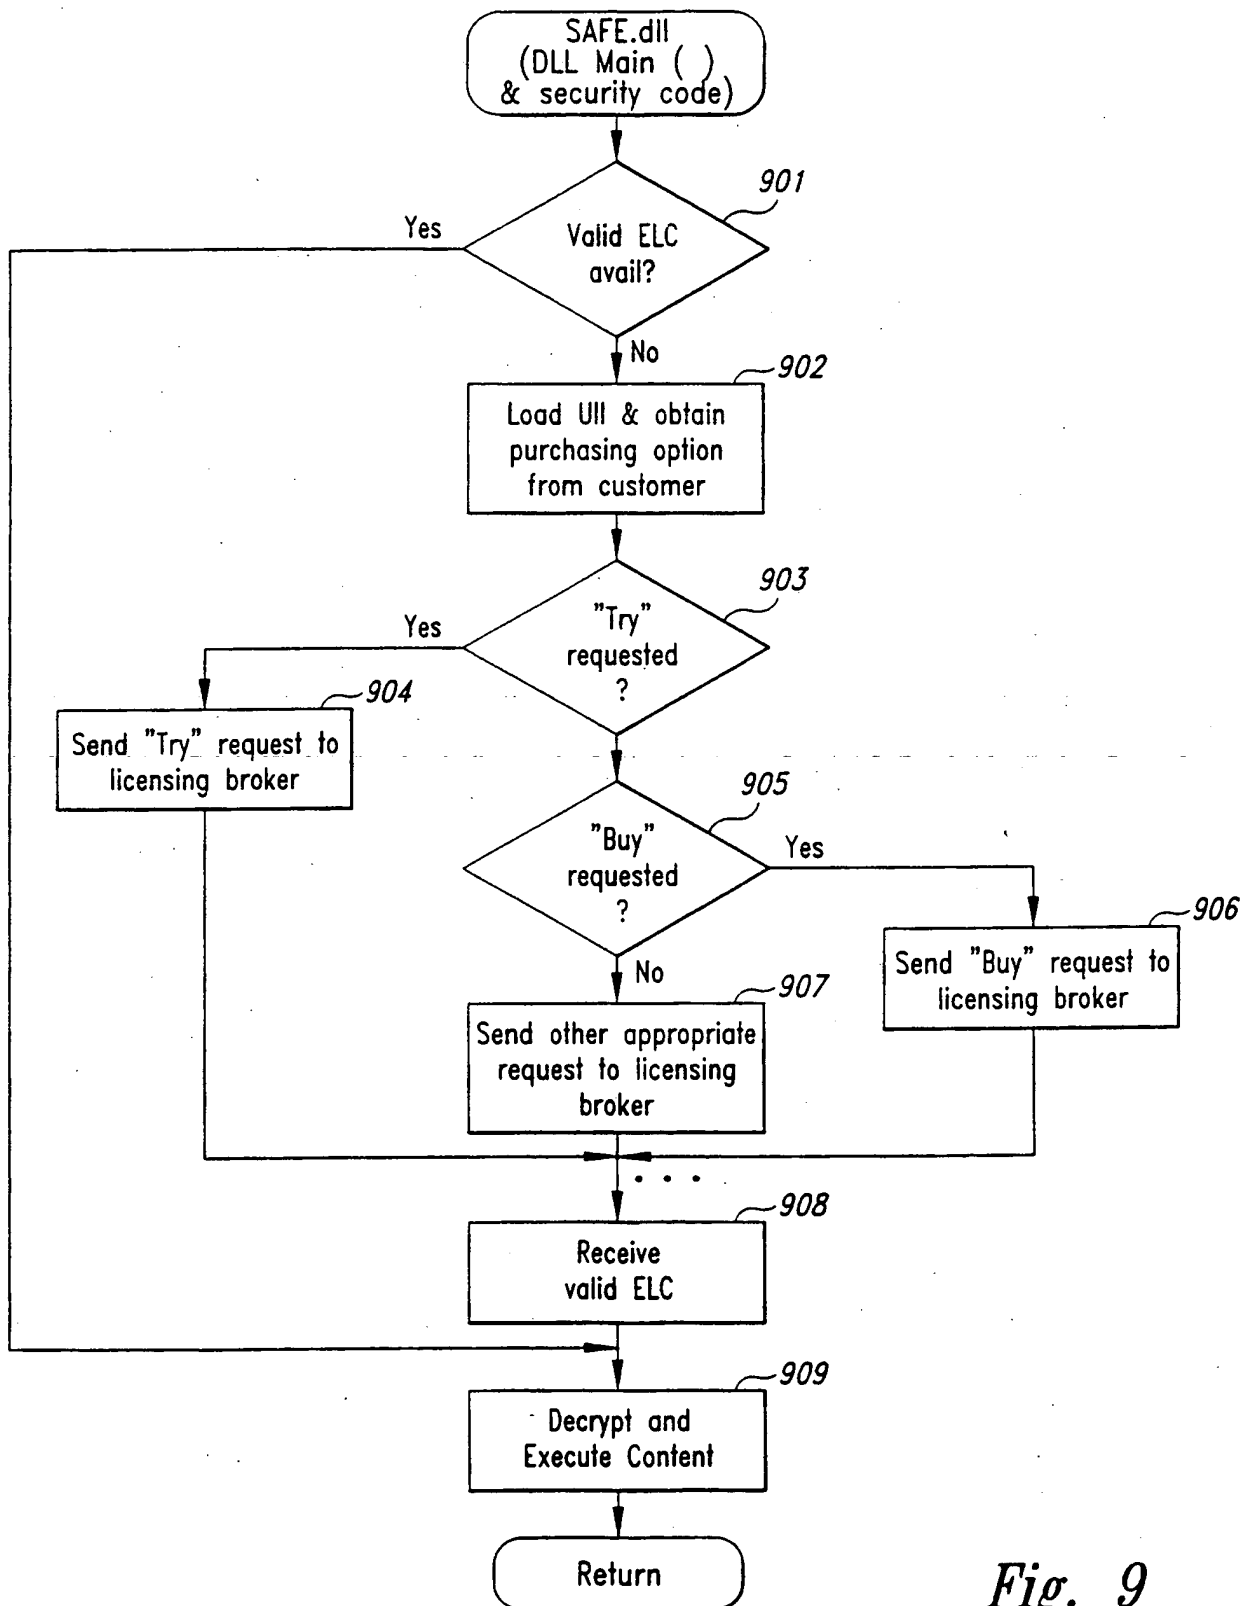 SAFE.dll
(DLL Main ( )
& security code)
901
Yes
Valid ELC
avail?
No
902
Load UII & obtain
purchasing option
from customer
903
Yes
"Try"
requested
?
904
Send "Try" request to
licensing broker
905
"Buy"
requested
?
Yes
906
Send "Buy" request to
licensing broker
No
907
Send other appropriate
request to licensing
broker
. . .
908
Receive
valid ELC
909
Decrypt and
Execute Content
Return
Fig. 9